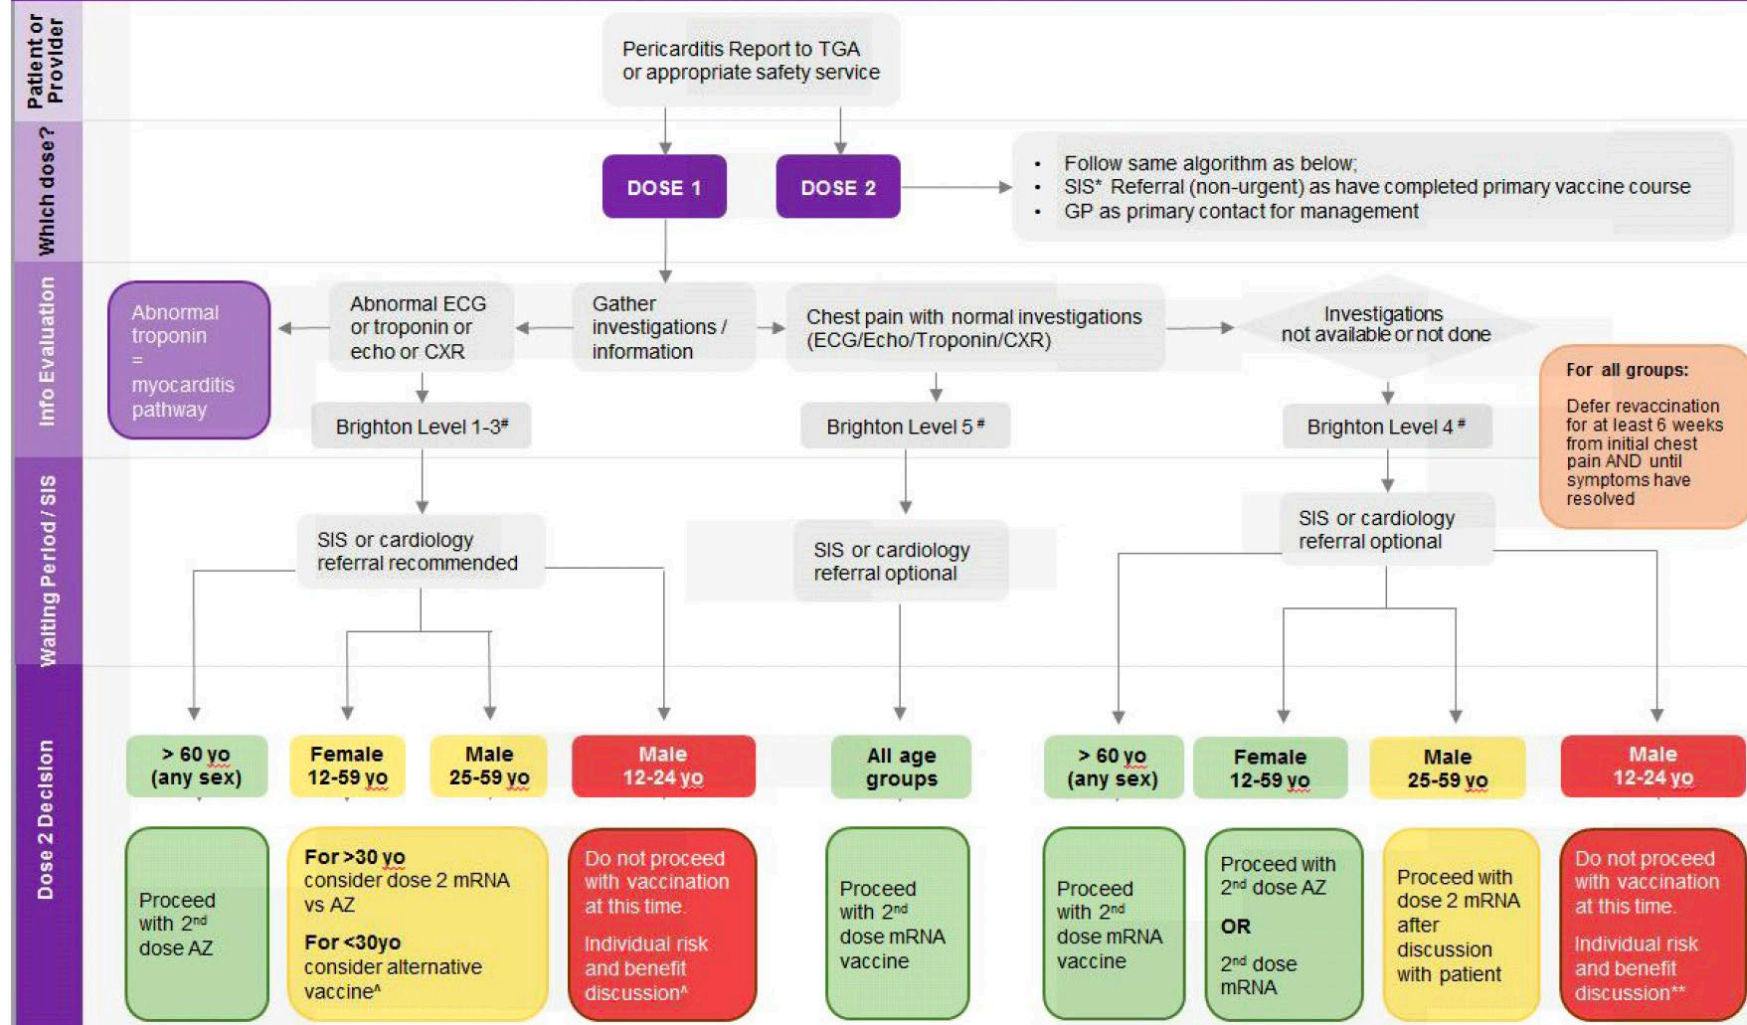 Patient or
Provider
Pericarditis Report to TGA
or appropriate safety service
Which dose?
DOSE 1
DOSE 2
• Follow same algorithm as below;
• SIS* Referral (non-urgent) as have completed primary vaccine course
• GP as primary contact for management
Info Evaluation
Abnormal
troponin
=
myocarditis
pathway
Abnormal ECG
or troponin or
echo or CXR
Gather
investigations /
information
Chest pain with normal investigations
(ECG/Echo/Troponin/CXR)
Investigations
not available or not done
For all groups:
Defer revaccination
for at least 6 weeks
from initial chest
pain AND until
symptoms have
resolved
Brighton Level 1-3#
Brighton Level 5 #
Brighton Level 4 #
Waiting Period / SIS
SIS or cardiology
referral recommended
SIS or cardiology
referral optional
SIS or cardiology
referral optional
Dose 2 Decision
> 60 yo
(any sex)
Female
12-59 yo
Male
25-59 yo
Male
12-24 yo
All age
groups
> 60 yo
(any sex)
Female
12-59 yo
Male
25-59 yo
Male
12-24 yo
Proceed
with 2nd
dose AZ
For >30 yo
consider dose 2 mRNA
vs AZ
For <30yo
consider alternative
vaccine^
Do not proceed
with vaccination
at this time.
Individual risk
and benefit
discussion^
Proceed
with 2nd
dose mRNA
vaccine
Proceed
with 2nd
dose mRNA
vaccine
Proceed with
2nd dose AZ
OR
2nd dose
mRNA
Proceed with
dose 2 mRNA
after
discussion
with patient
Do not proceed
with vaccination
at this time.
Individual risk
and benefit
discussion**